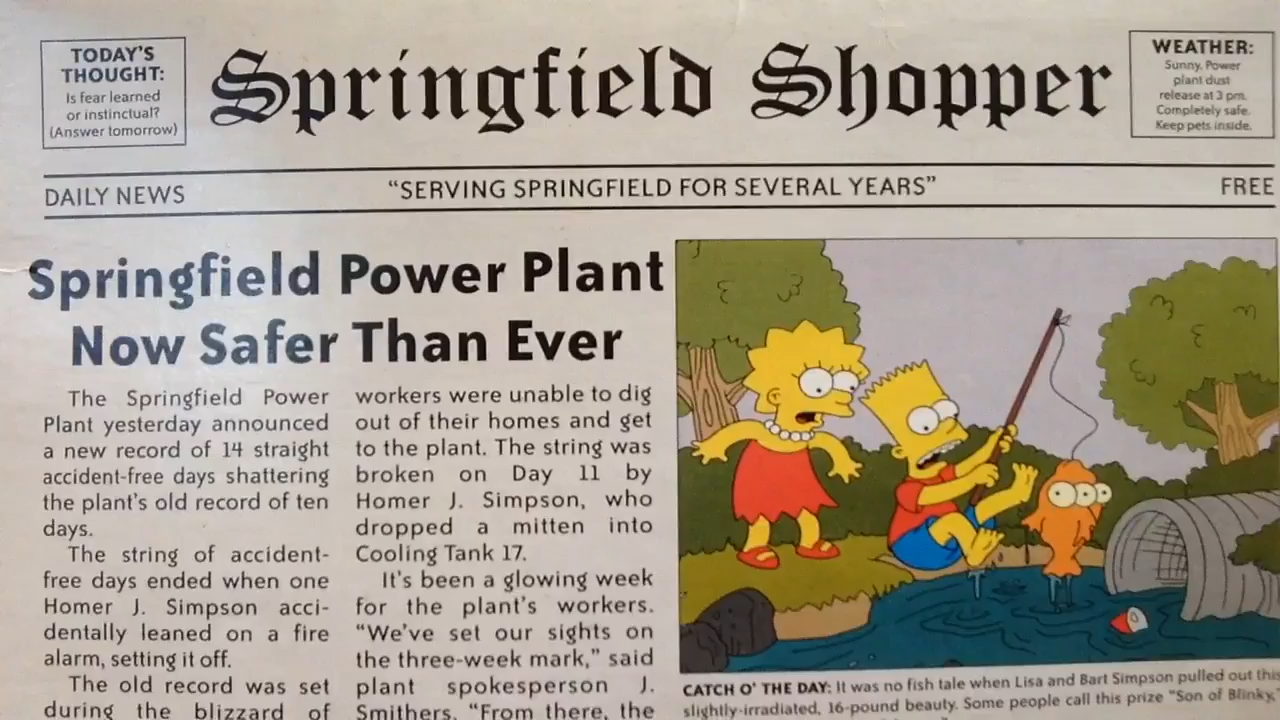 TODAY'S
THOUGHT:
Is fear learned
or instinctual?
(Answer tomorrow)
Springfield Shopper
WEATHER:
Sunny. Power
plant dust
release at 3 pm.
Completely safe.
Keep pets inside.
DAILY NEWS
“SERVING SPRINGFIELD FOR SEVERAL YEARS”
FREE
Springfield Power Plant
Now Safer Than Ever
The Springfield Power
Plant yesterday announced
a new record of 14 straight
accident-free days shattering
the plant's old record of ten
days.
The string of accident-
free days ended when one
Homer J. Simpson acci-
dentally leaned on a fire
alarm, setting it off.
The old record was set
during the blizzard of
workers were unable to dig
out of their homes and get
to the plant. The string was
broken on Day 11 by
Homer J. Simpson, who
dropped a mitten into
Cooling Tank 17.
It's been a glowing week
for the plant's workers.
“We've set our sights on
the three-week mark,” said
plant spokesperson J.
Smithers. “From there, the
CATCH O' THE DAY: It was no fish tale when Lisa and Bart Simpson pulled out this
slightly-irradiated, 16-pound beauty. Some people call this prize "Son of Blinky,"